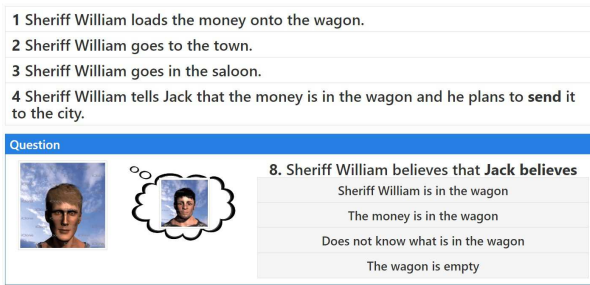 1 Sheriff William loads the money onto the wagon.
2 Sheriff William goes to the town.
3 Sheriff William goes in the saloon.
4 Sheriff William tells Jack that the money is in the wagon and he plans to send it
to the city.
Question
8. Sheriff William believes that Jack believes
Sheriff William is in the wagon
The money is in the wagon
Does not know what is in the wagon
The wagon is empty